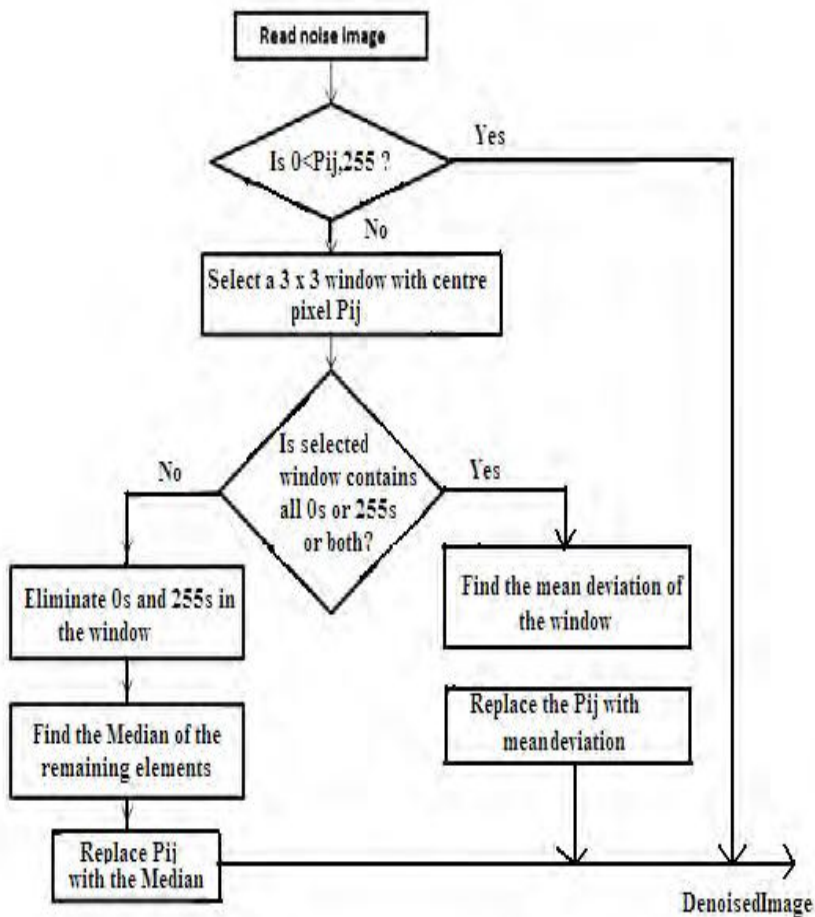 Read noise image
Is 0<Pij,255 ?
Yes
No
Select a 3 x 3 window with centre
pixel Pij
Is selected
window contains
all 0s or 255s
or both?
No
Yes
Eliminate 0s and 255s in
the window
Find the mean deviation of
the window
Find the Median of the
remaining elements
Replace the Pij with
meandeviation
Replace Pij
with the Median
DenoisedImage